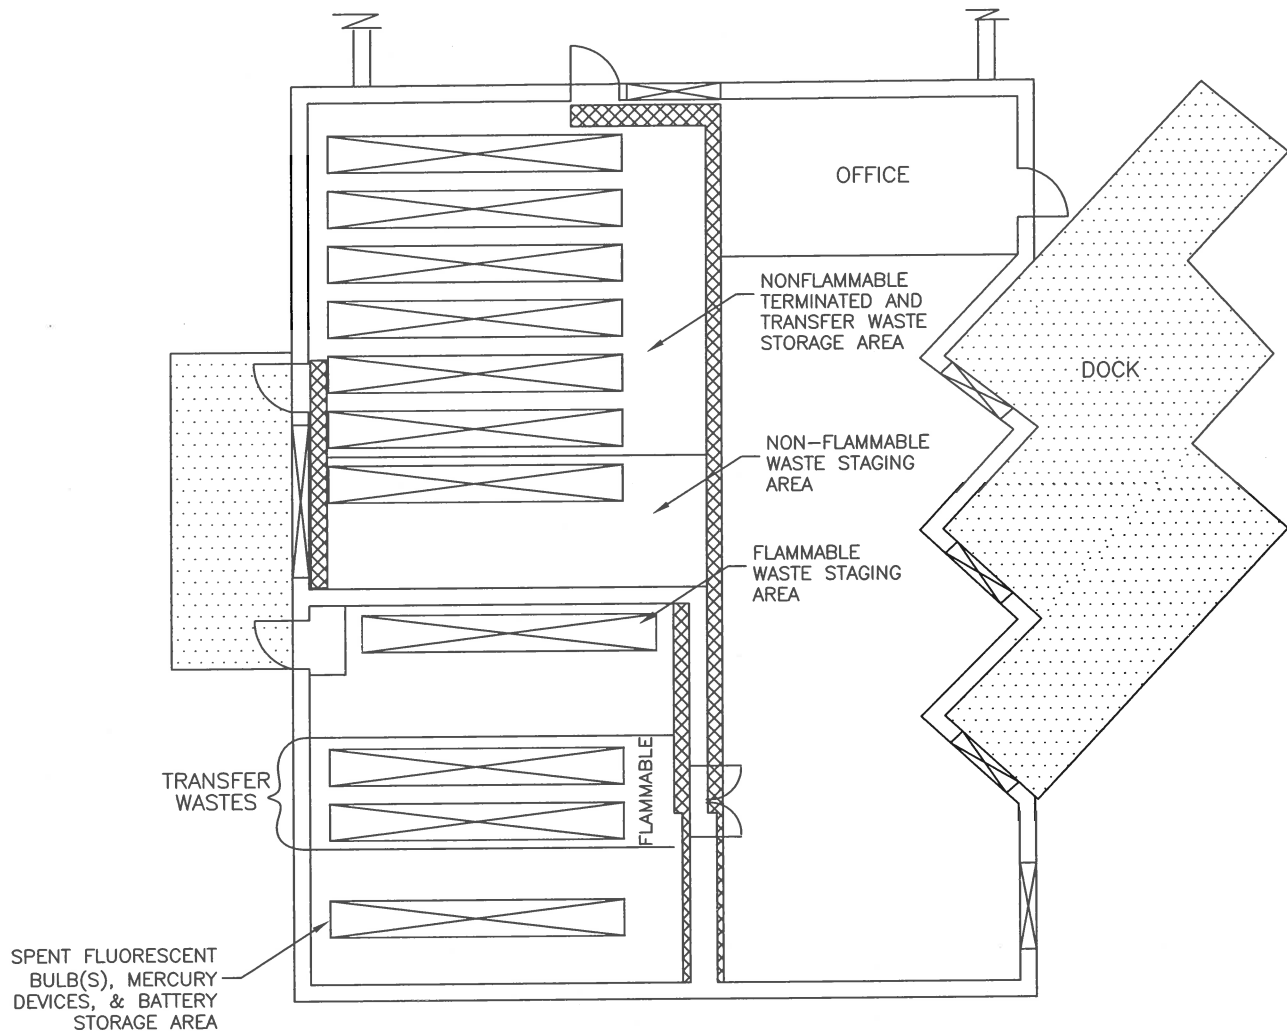 OFFICE
NONFLAMMABLE
TERMINATED AND
TRANSFER WASTE
STORAGE AREA
DOCK
NON-FLAMMABLE
WASTE STAGING
AREA
FLAMMABLE
WASTE STAGING
AREA
TRANSFER
WASTES
FLAMMABLE
SPENT FLUORESCENT
BULB(S), MERCURY
DEVICES, & BATTERY
STORAGE AREA